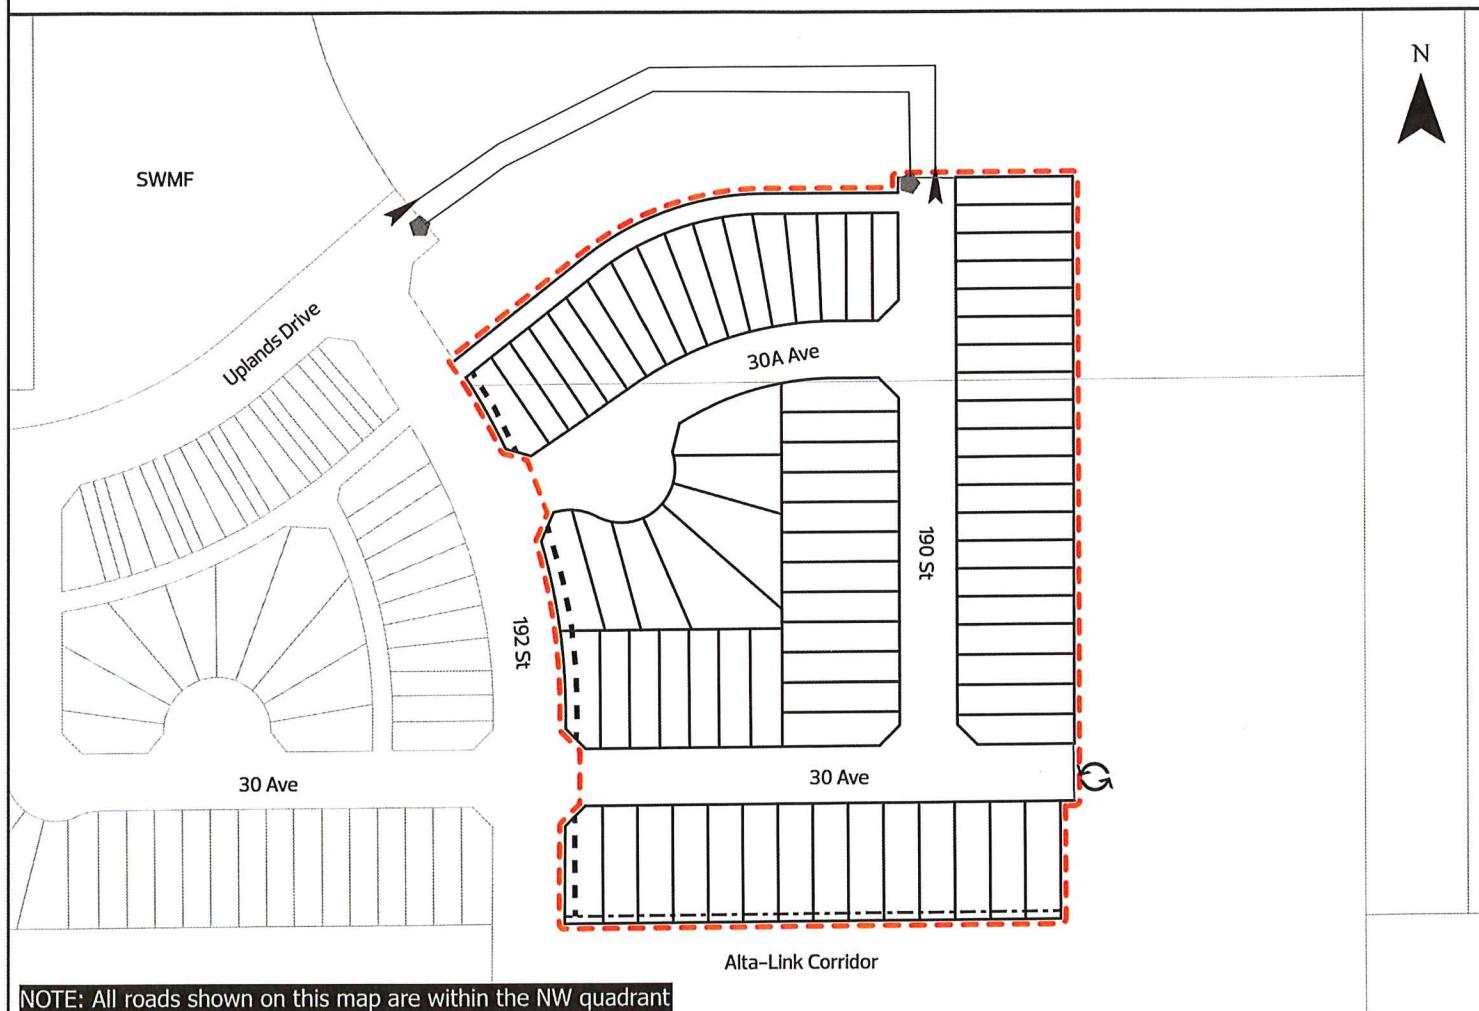 N
SWMF
Uplands Drive
30A Ave
190 St
192 St
30 Ave
30 Ave
Alta-Link Corridor
NOTE: All roads shown on this map are within the NW quadrant